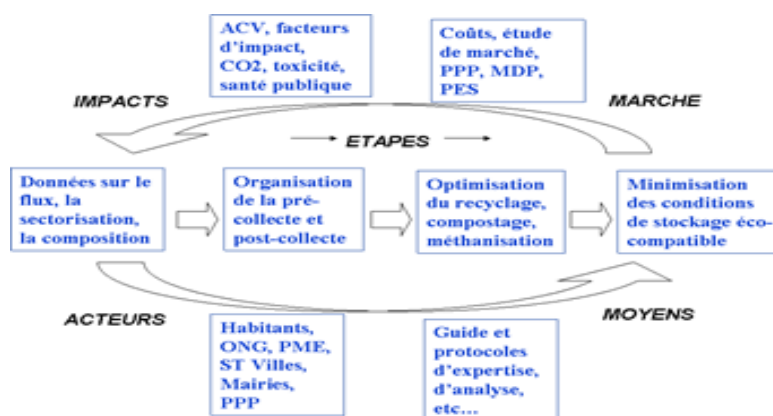 ACV, facteurs
d'impact,
CO2, toxicité,
santé publique
Coûts, étude
de marché,
PPP, MDP,
PES
IMPACTS
MARCHE
ETAPES
Données sur le
flux, la
sectorisation,
la composition
Organisation
de la pré-
collecte et
post-collecte
Optimisation
du recyclage,
compostage,
méthanisation
Minimisation
des conditions
de stockage éco-
compatible
ACTEURS
MOYENS
Habitants,
ONG, PME,
ST Villes,
Mairies,
PPP
Guide et
protocoles
d'expertise,
d'analyse,
etc...